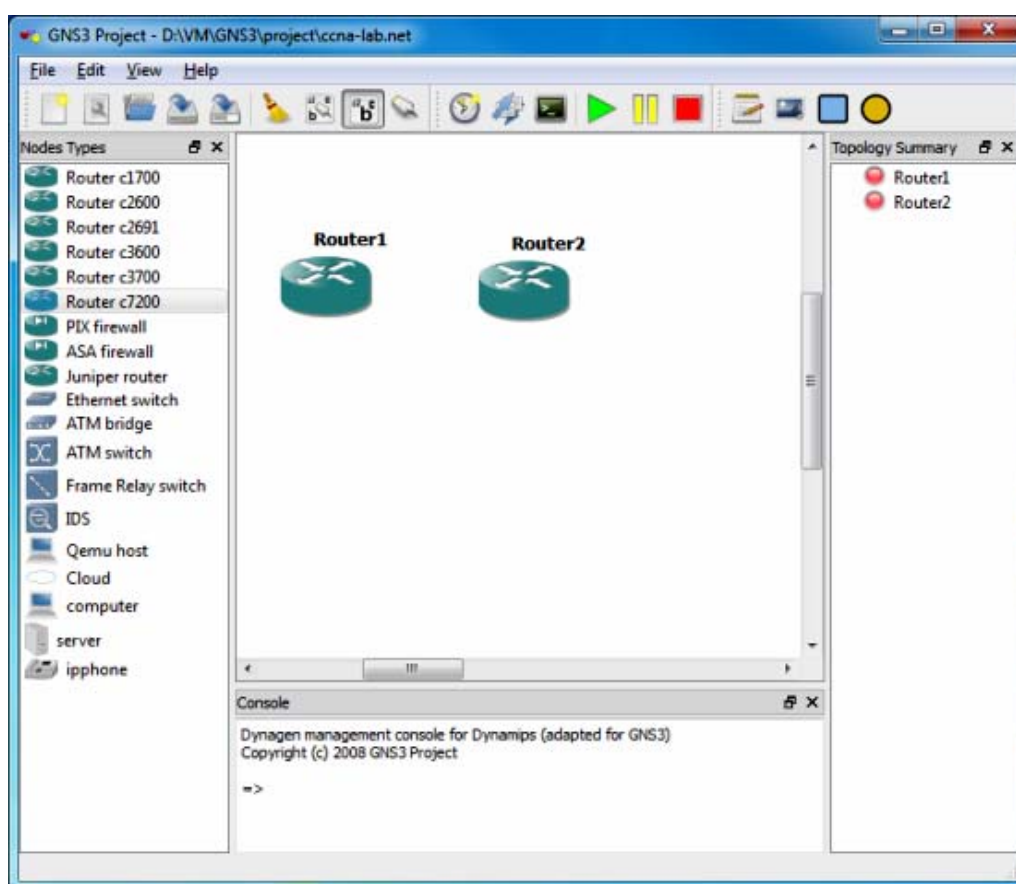 GNS3 Project - D:\VM\GNS3\project\ccna-lab.net
File Edit View Help
Nodes Types
Router c1700
Router c2600
Router c2691
Router c3600
Router c3700
Router c7200
PIX firewall
ASA firewall
Juniper router
Ethernet switch
ATM bridge
ATM switch
Frame Relay switch
IDS
Qemu host
Cloud
computer
server
ipphone
Router1
Router2
Console
Dynagen management console for Dynamips (adapted for GNS3)
Copyright (c) 2008 GNS3 Project
=>
Topology Summary
Router1
Router2